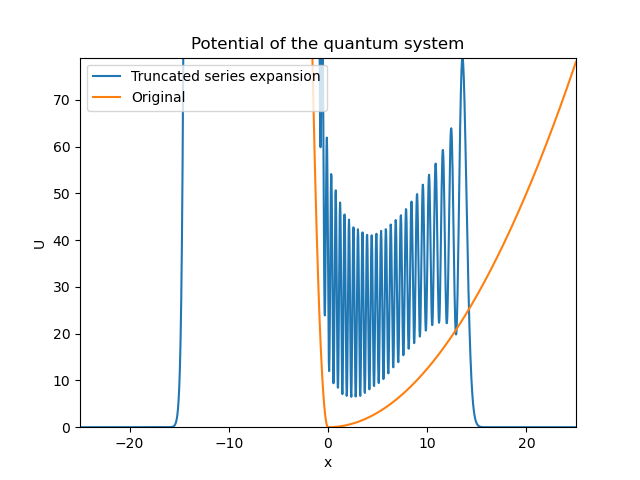 Potential of the quantum system
Truncated series expansion
Original
U
70
60
50
40
30
20
10
0
−20
−10
0
10
20
x